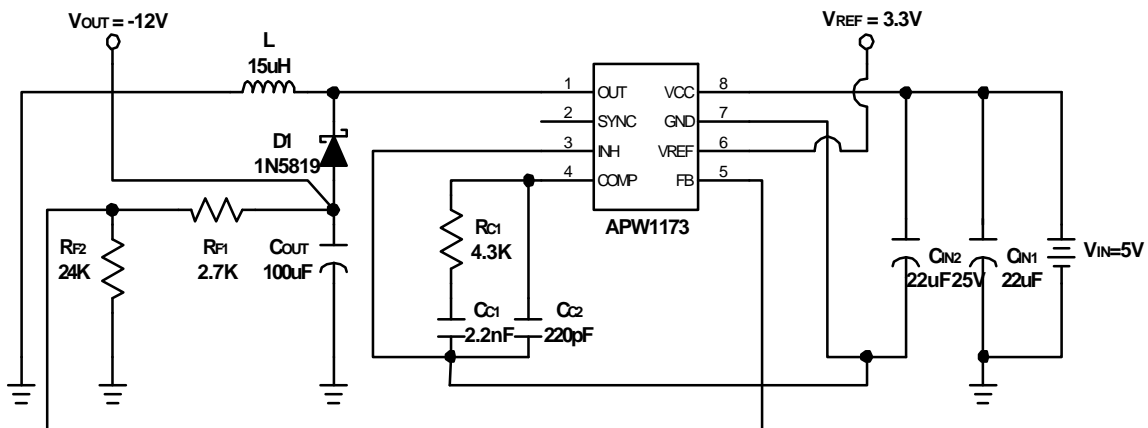 VOUT = -12V
L
15uH
VREF = 3.3V
1 OUT VCC 8
2 SYNC GND 7
3 INH VREF 6
4 COMP FB 5
APW1173
D1
1N5819
RF2
24K
RF1
2.7K
COUT
100uF
RC1
4.3K
CC1
2.2nF
CC2
220pF
CIN2
22uF25V
CIN1
22uF
VIN=5V